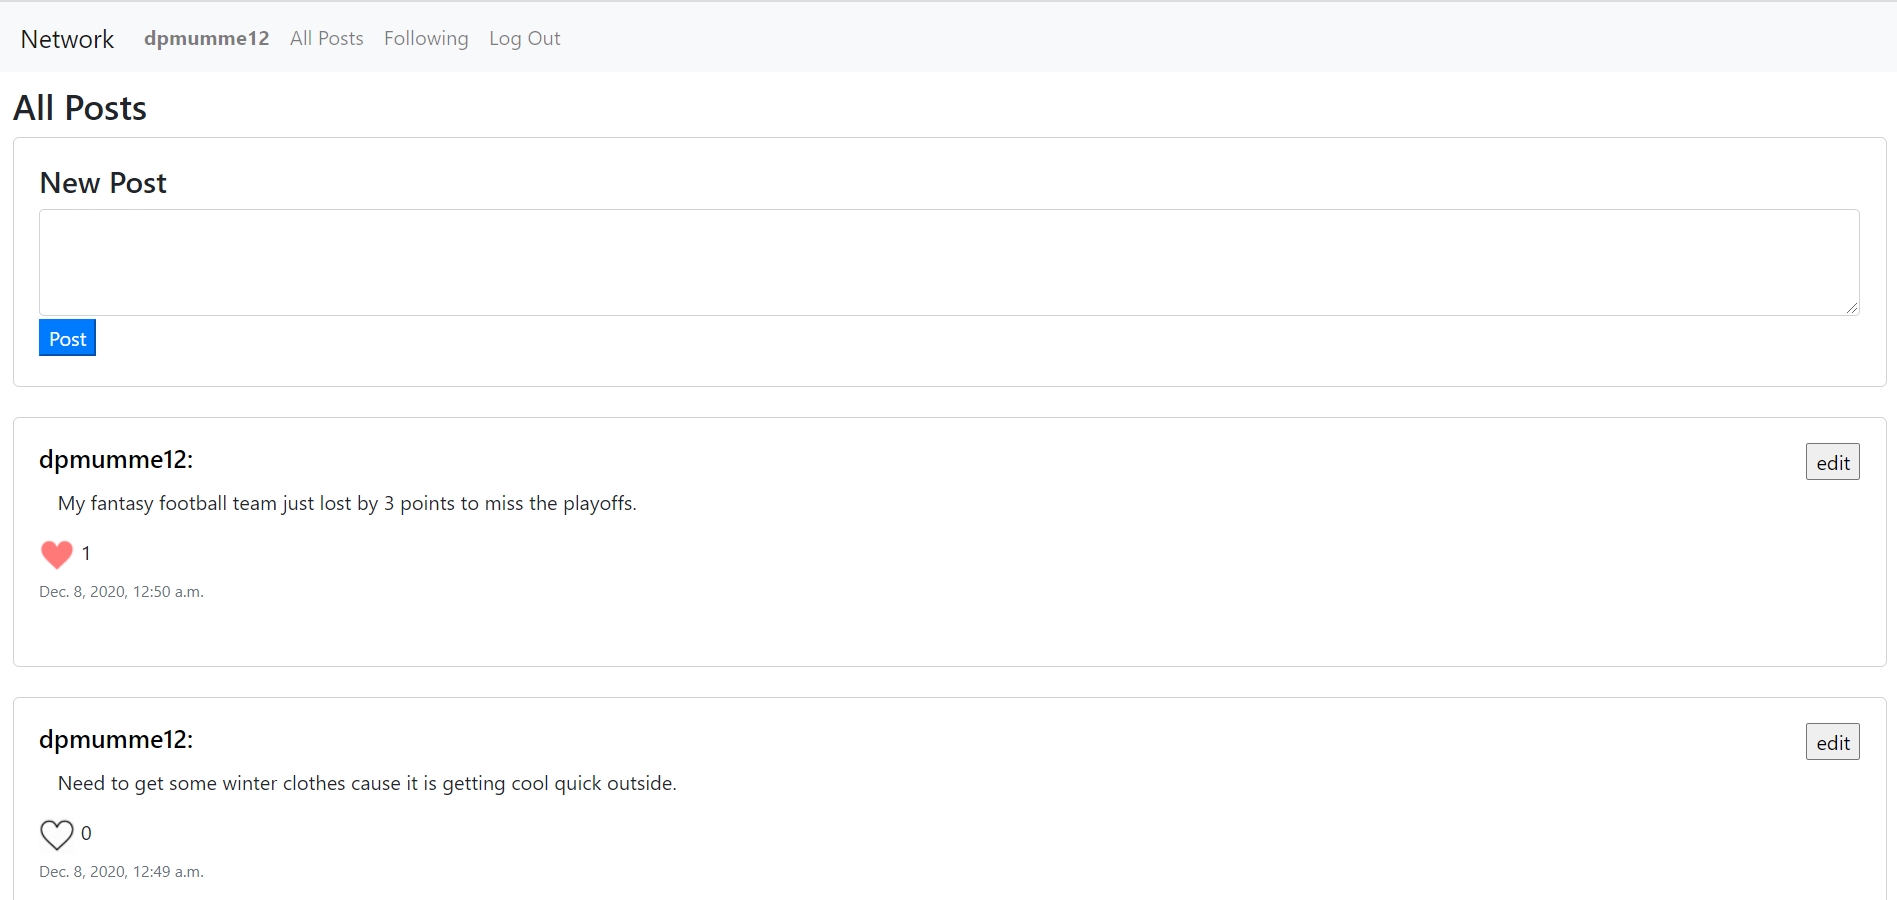 Network dpmumme12 All Posts Following Log Out
All Posts
New Post
Post
dpmumme12:
edit
My fantasy football team just lost by 3 points to miss the playoffs.
1
Dec. 8, 2020, 12:50 a.m.
dpmumme12:
edit
Need to get some winter clothes cause it is getting cool quick outside.
0
Dec. 8, 2020, 12:49 a.m.